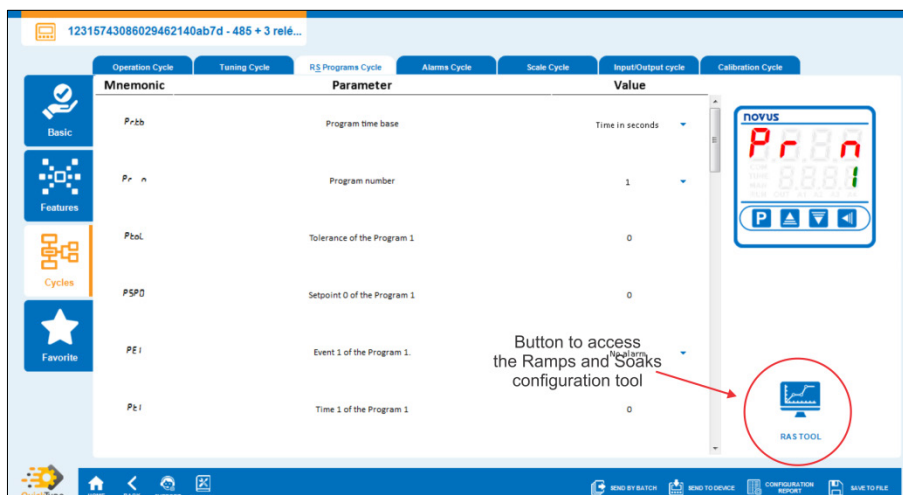 12315743086029462140ab7d - 485 + 3 relé...
Operation Cycle Tuning Cycle RS Programs Cycle Alarms Cycle Scale Cycle Input/Output cycle Calibration Cycle
Mnemonic Parameter Value
Basic
Features
Cycles
Favorite
Prtb Program time base Time in seconds
Pr n Program number 1
PtoL Tolerance of the Program 1 0
PSP0 Setpoint 0 of the Program 1 0
PE1 Event 1 of the Program 1. No alarm
Pt1 Time 1 of the Program 1 0
novus
Pr n
1
P
Button to access
the Ramps and Soaks
configuration tool
RAS TOOL
SEND BY BATCH SEND TO DEVICE CONFIGURATION REPORT SAVE TO FILE